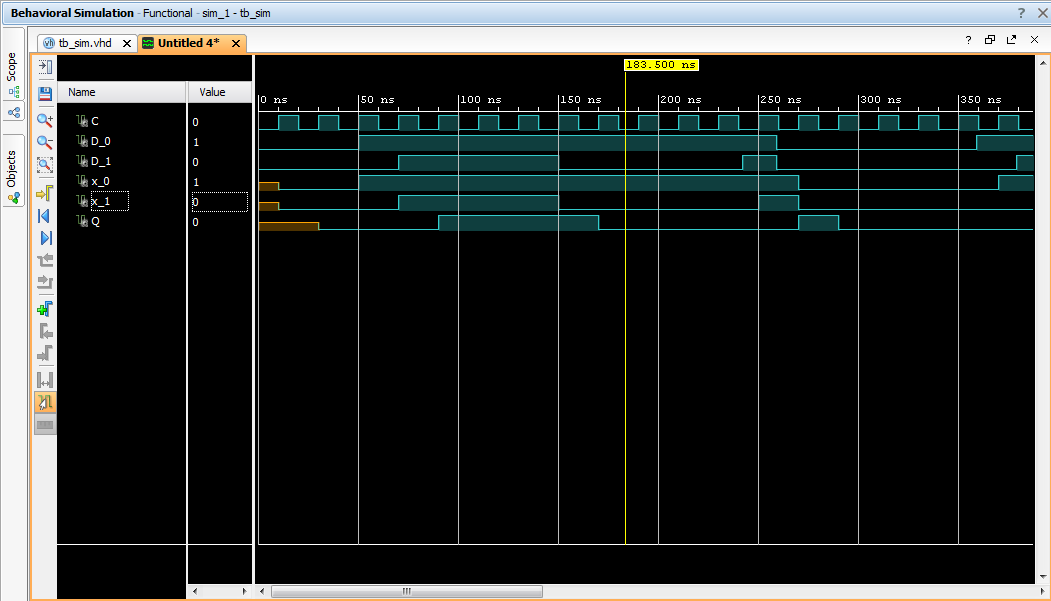 Behavioral Simulation - Functional - sim_1 - tb_sim
? ×
Scope
Objects
tb_sim.vhd ×
Untitled 4* ×
?
183.500 ns
Name Value
0 ns 50 ns 100 ns 150 ns 200 ns 250 ns 300 ns 350 ns
C 0
D_0 1
D_1 0
x_0 1
x_1 0
Q 0